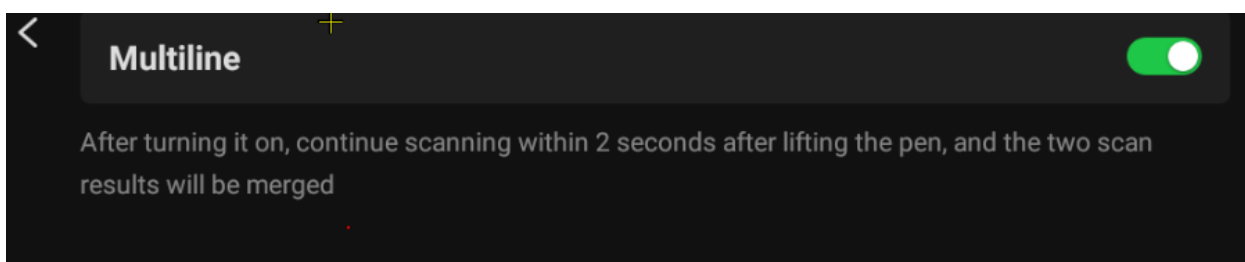 Multiline
After turning it on, continue scanning within 2 seconds after lifting the pen, and the two scan
results will be merged